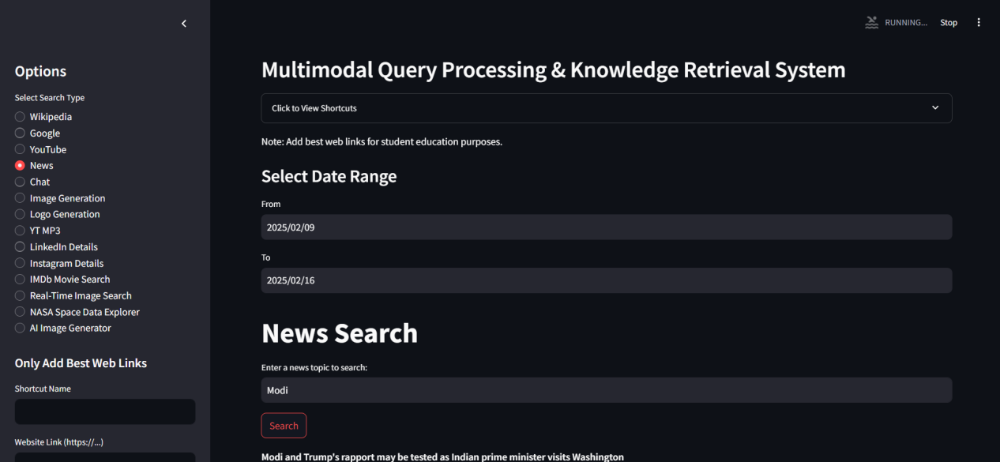 Options
Select Search Type
Wikipedia
Google
YouTube
News
Chat
Image Generation
Logo Generation
YT MP3
LinkedIn Details
Instagram Details
IMDb Movie Search
Real-Time Image Search
NASA Space Data Explorer
AI Image Generator
Only Add Best Web Links
Shortcut Name
Website Link (https://...)
RUNNING... Stop
Multimodal Query Processing & Knowledge Retrieval System
Click to View Shortcuts
Note: Add best web links for student education purposes.
Select Date Range
From
2025/02/09
To
2025/02/16
News Search
Enter a news topic to search:
Modi
Search
Modi and Trump's rapport may be tested as Indian prime minister visits Washington